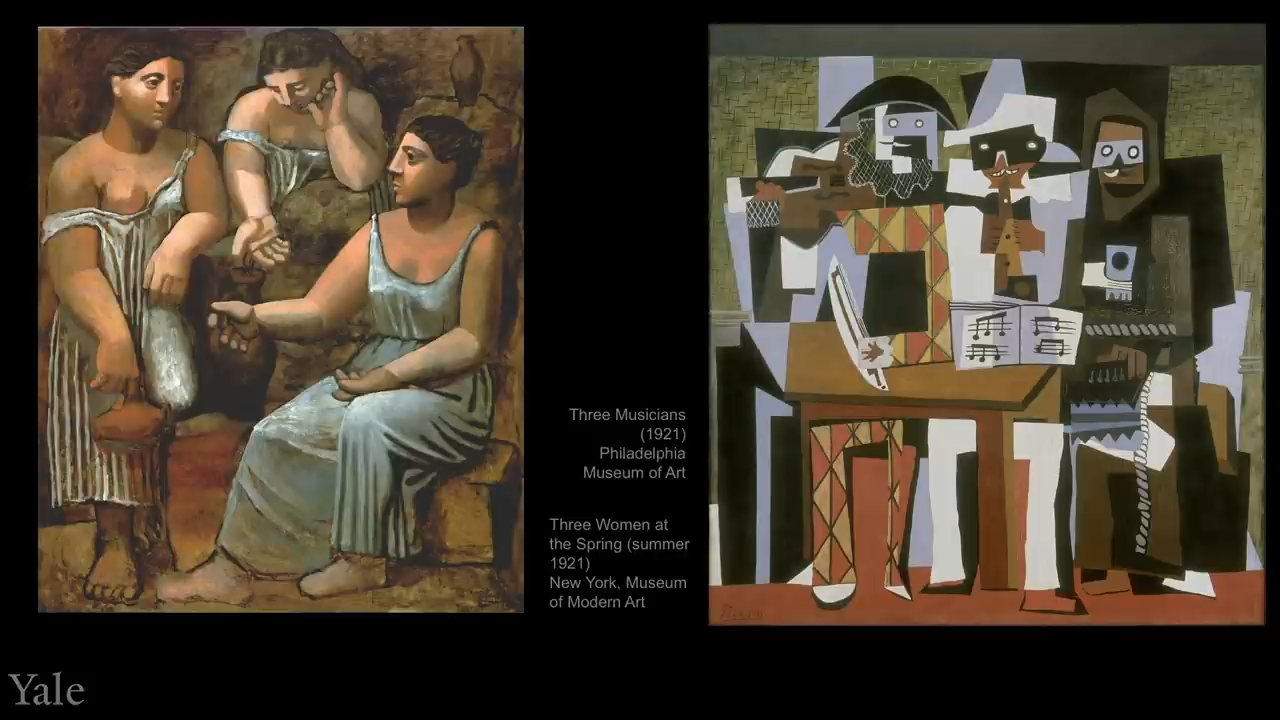 Three Musicians
(1921)
Philadelphia
Museum of Art
Three Women at
the Spring (summer
1921)
New York, Museum
of Modern Art
Yale